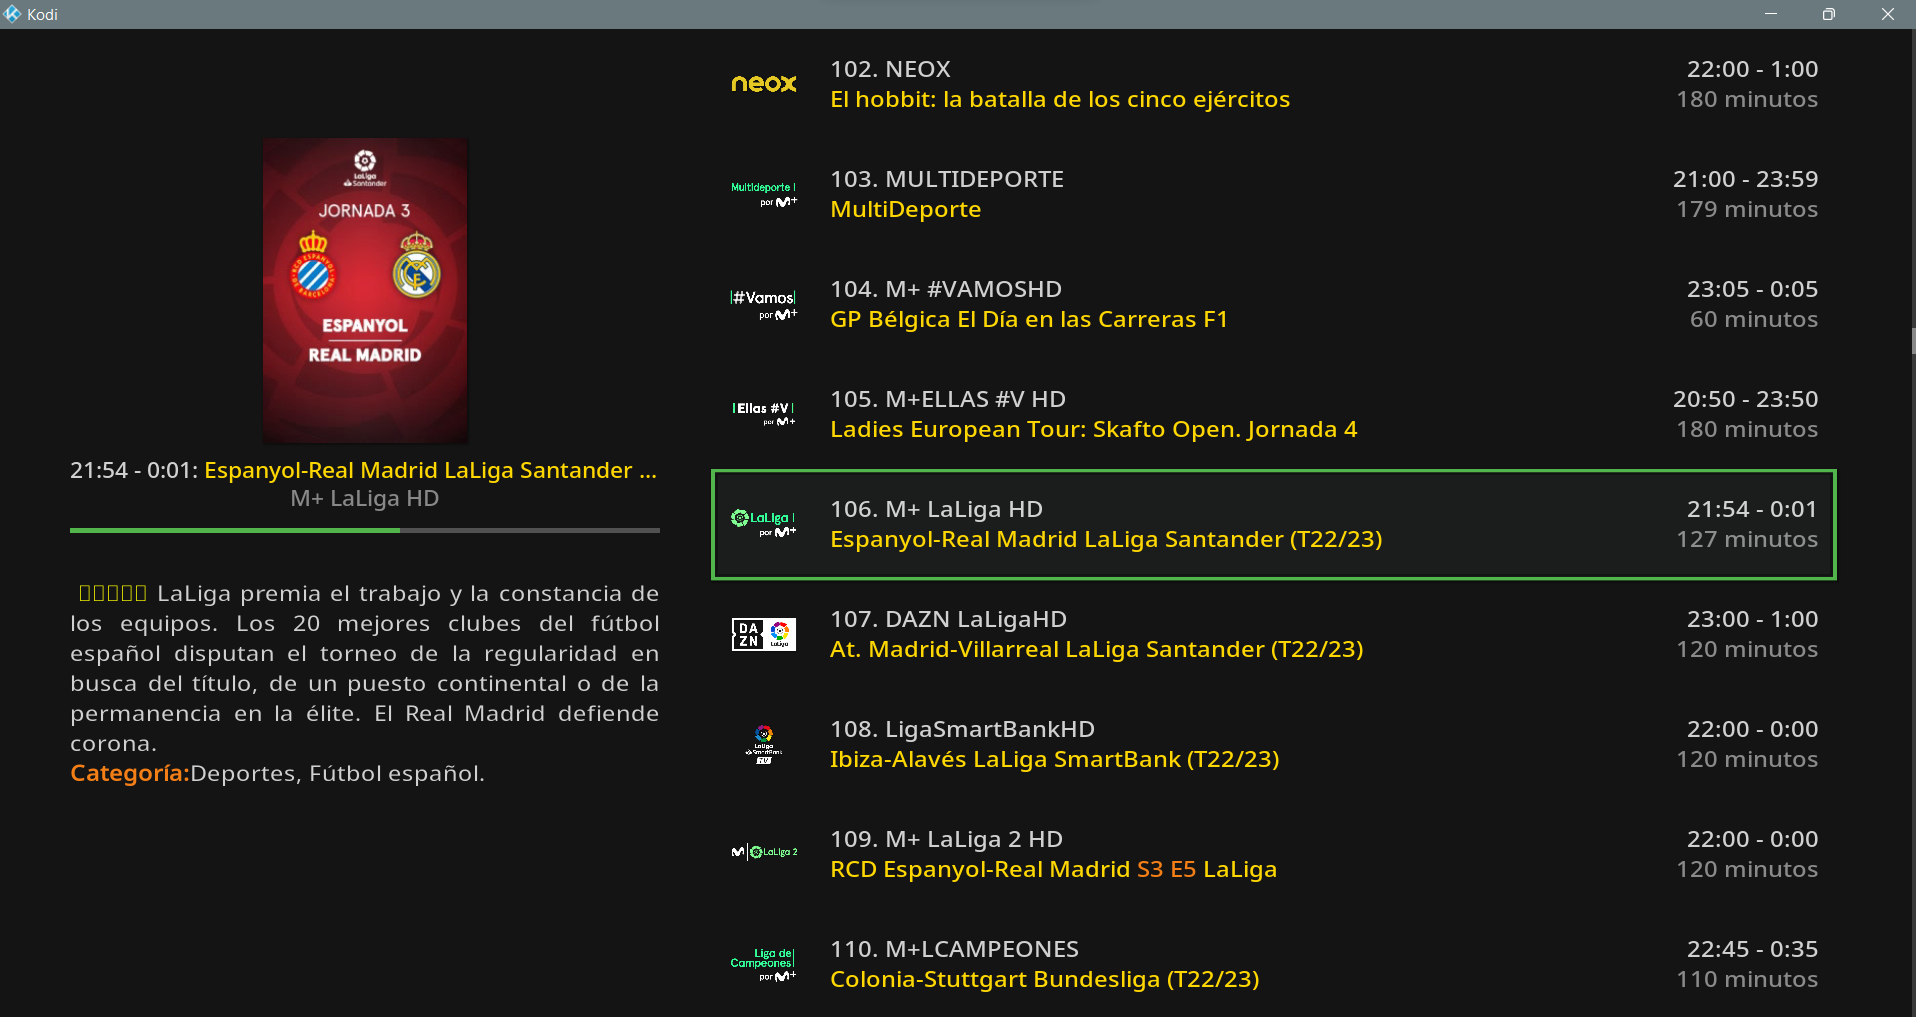 Kodi
LaLiga
Santander
JORNADA 3
RCD ESPANYOL
DE BARCELONA
ESPANYOL
REAL MADRID
21:54 - 0:01: Espanyol-Real Madrid LaLiga Santander ...
M+ LaLiga HD
LaLiga premia el trabajo y la constancia de
los equipos. Los 20 mejores clubes del fútbol
español disputan el torneo de la regularidad en
busca del título, de un puesto continental o de la
permanencia en la élite. El Real Madrid defiende
corona.
Categoría:Deportes, Fútbol español.
neox
102. NEOX 22:00 - 1:00
El hobbit: la batalla de los cinco ejércitos 180 minutos
Multideporte
por M+
103. MULTIDEPORTE 21:00 - 23:59
MultiDeporte 179 minutos
#Vamos
por M+
104. M+ #VAMOSHD 23:05 - 0:05
GP Bélgica El Día en las Carreras F1 60 minutos
Ellas #V
por M+
105. M+ELLAS #V HD 20:50 - 23:50
Ladies European Tour: Skafto Open. Jornada 4 180 minutos
LaLiga
por M+
106. M+ LaLiga HD 21:54 - 0:01
Espanyol-Real Madrid LaLiga Santander (T22/23) 127 minutos
DAZN
LaLiga
107. DAZN LaLigaHD 23:00 - 1:00
At. Madrid-Villarreal LaLiga Santander (T22/23) 120 minutos
LaLiga
SmartBank
TV
108. LigaSmartBankHD 22:00 - 0:00
Ibiza-Alavés LaLiga SmartBank (T22/23) 120 minutos
M LaLiga 2
109. M+ LaLiga 2 HD 22:00 - 0:00
RCD Espanyol-Real Madrid S3 E5 LaLiga 120 minutos
Liga de
Campeones
por M+
110. M+LCAMPEONES 22:45 - 0:35
Colonia-Stuttgart Bundesliga (T22/23) 110 minutos